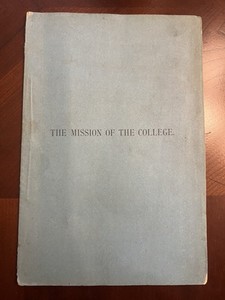 THE MISSION OF THE COLLEGE.